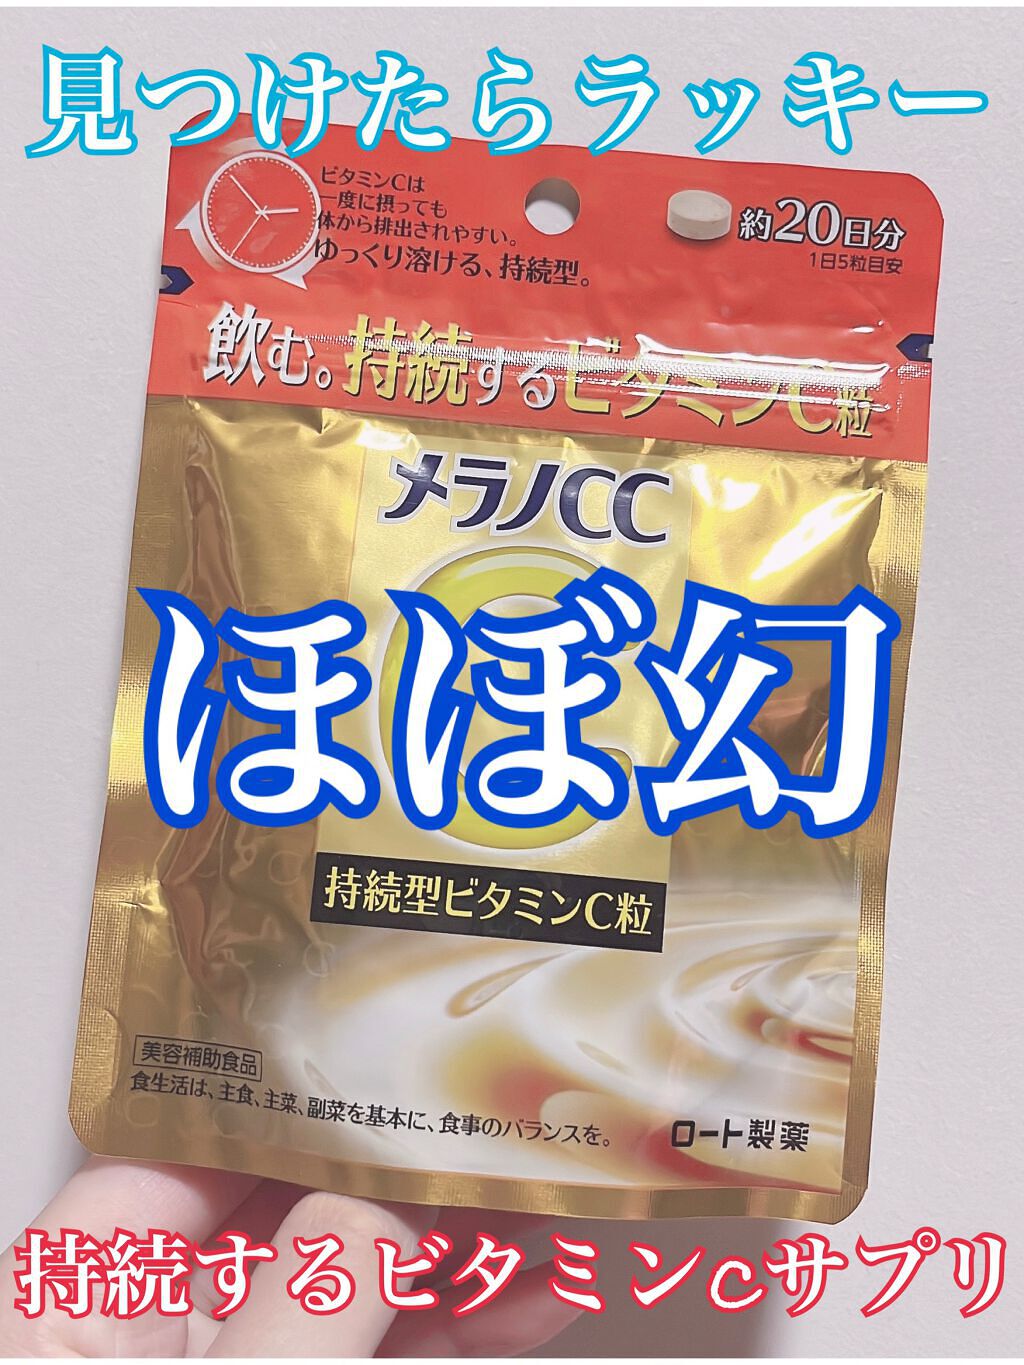 見つけたらラッキー
ビタミンCは
一度に摂っても
体から排出されやすい。
ゆっくり溶ける、持続型。
約20日分
1日5粒目安
飲む。持続するビタミンC粒
メラノCC
ほぼ幻
持続型ビタミンC粒
美容補助食品
食生活は、主食、主菜、副菜を基本に、食事のバランスを。
ロート製薬
持続するビタミンcサプリ